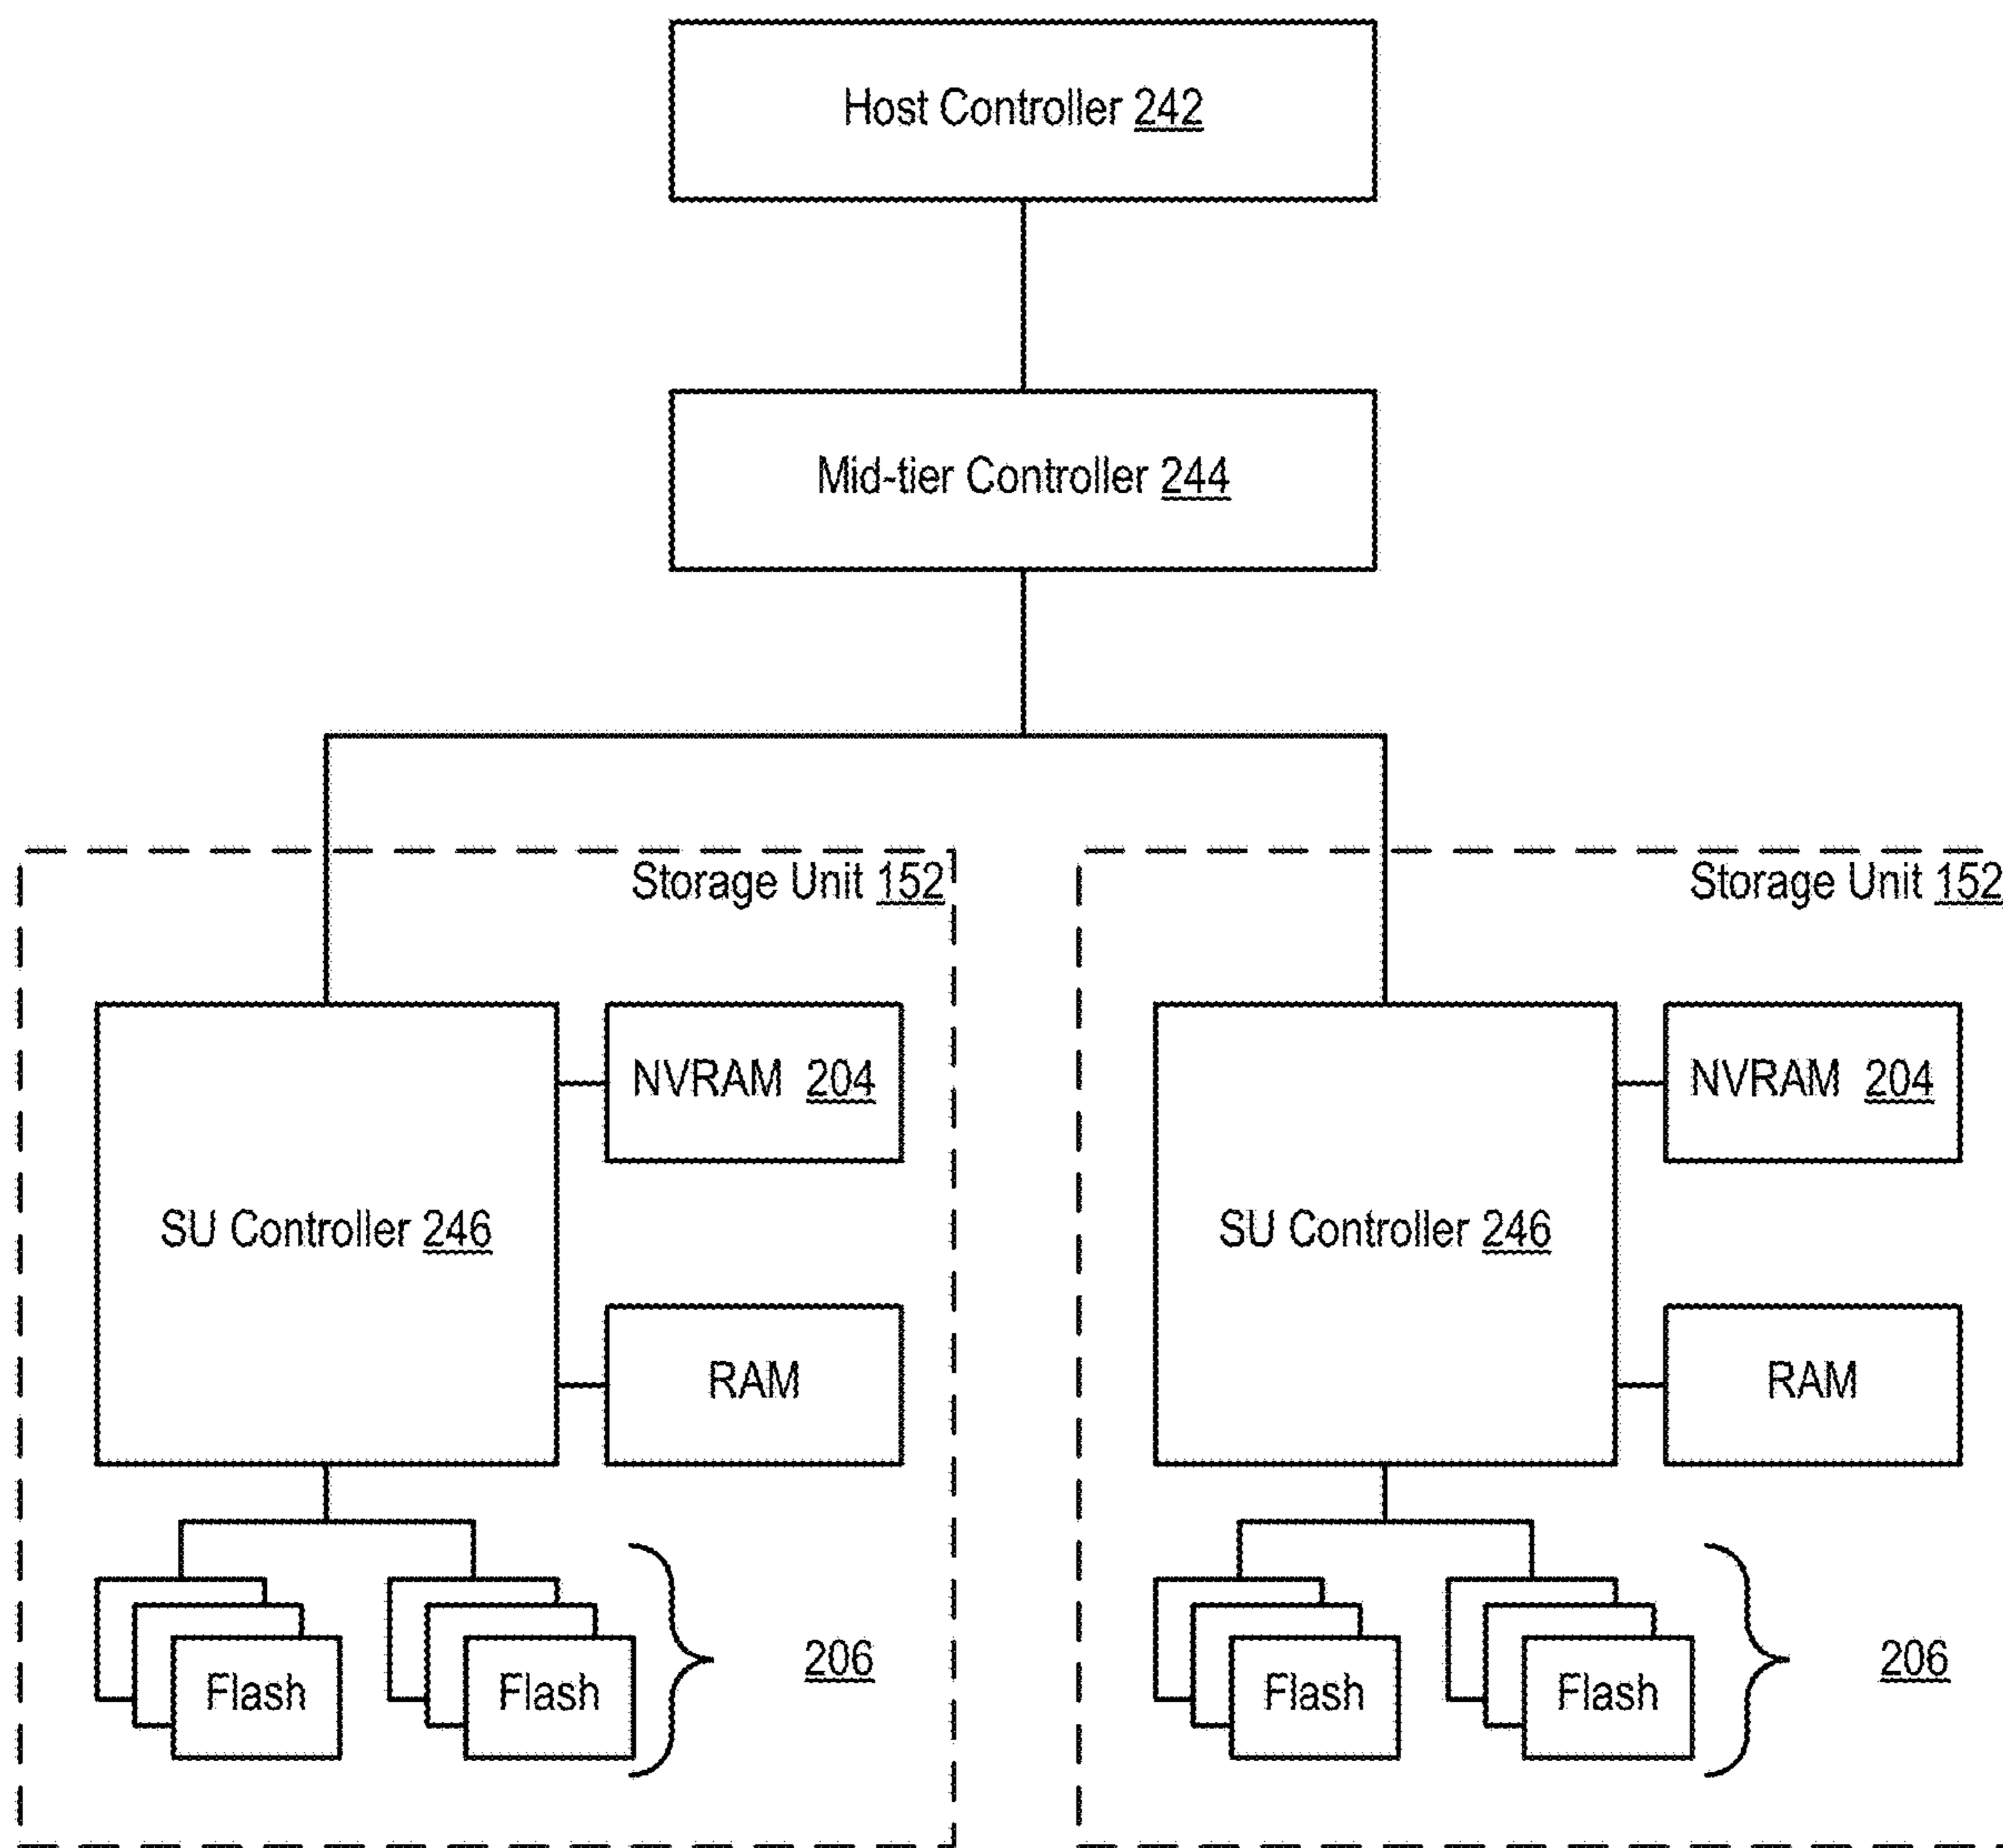 Host Controller 242
Mid-tier Controller 244
Storage Unit 152
NVRAM 204
SU Controller 246
RAM
Flash
Flash
206
Storage Unit 152
NVRAM 204
SU Controller 246
RAM
Flash
Flash
206